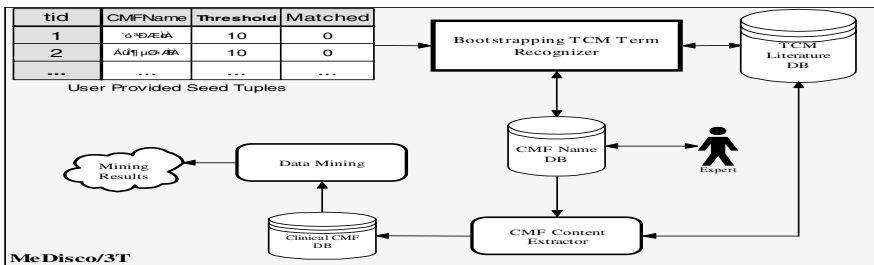 tid CMFName Threshold Matched
1 10 0
2 10 0
... ... ... ...
User Provided Seed Tuples
Bootstrapping TCM Term
Recognizer
TCM
Literature
DB
CMF Name
DB
Expert
Data Mining
Mining
Results
Clinical CMF
DB
CMF Content
Extractor
MeDisco/3T